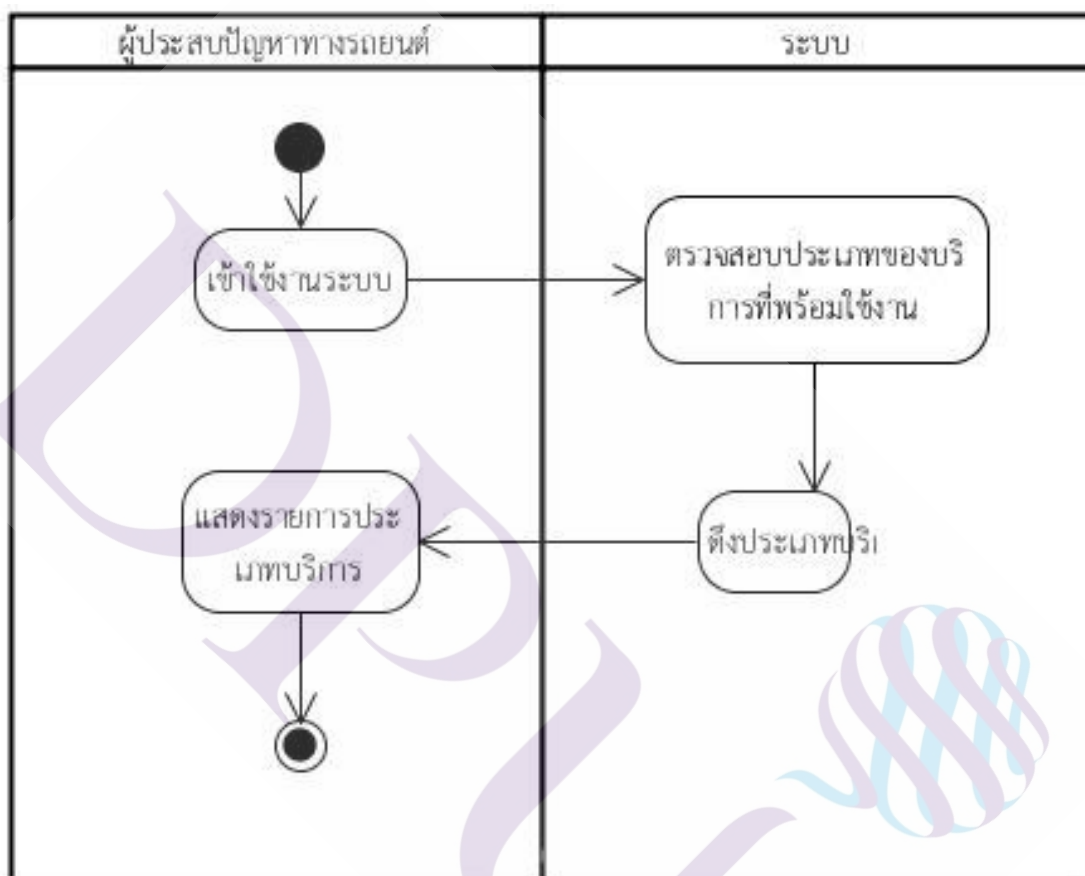 ผู้ประสบปัญหาทางรถยนต์
ระบบ
เข้าใช้งานระบบ
ตรวจสอบประเภทของบริ
การที่พร้อมใช้งาน
แสดงรายการประ
เภทบริการ
ดึงประเภทบริ